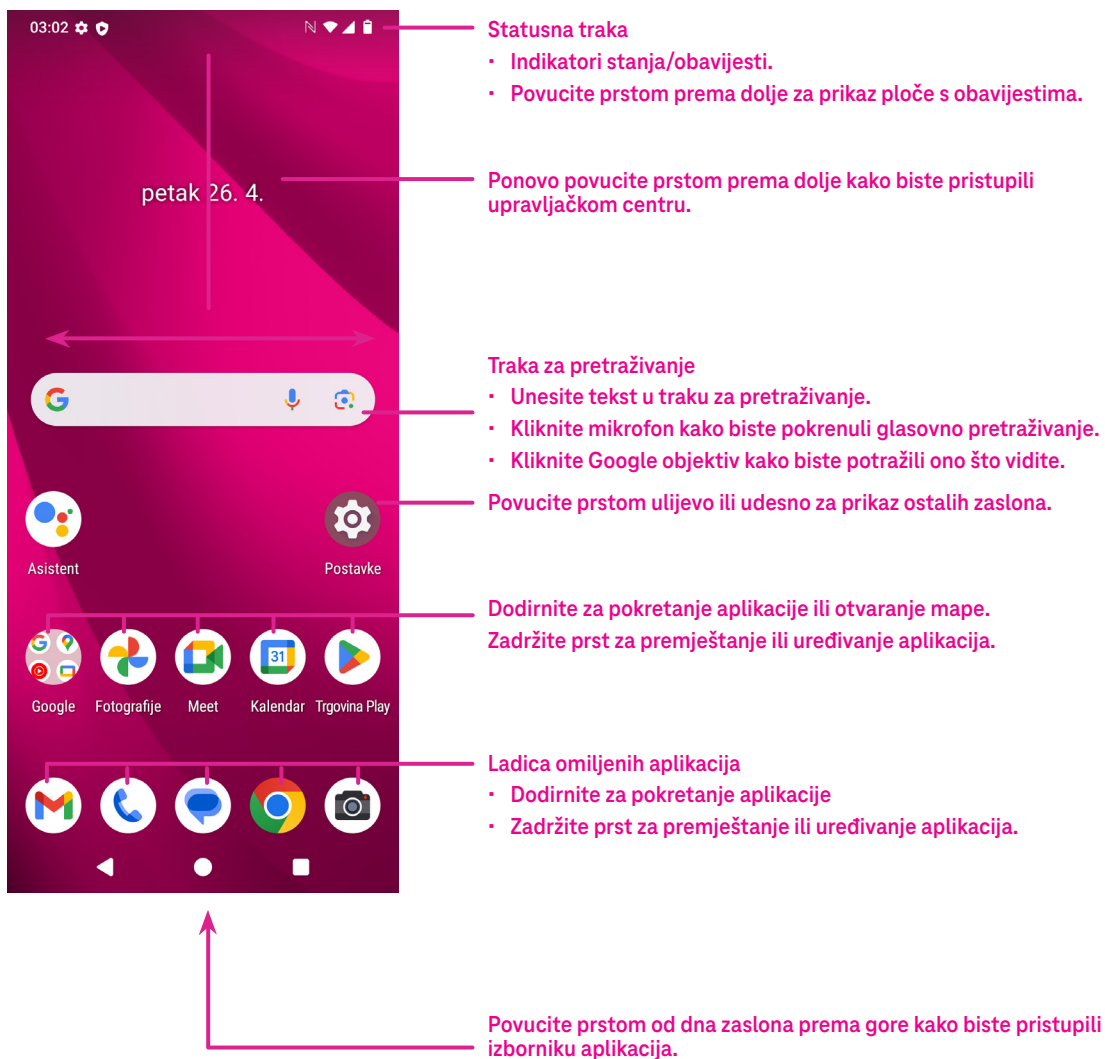 03:02
Statusna traka
· Indikatori stanja/obavijesti.
· Povucite prstom prema dolje za prikaz ploče s obavijestima.
petak 26. 4.
Ponovo povucite prstom prema dolje kako biste pristupili
upravljačkom centru.
Traka za pretraživanje
· Unesite tekst u traku za pretraživanje.
· Kliknite mikrofon kako biste pokrenuli glasovno pretraživanje.
· Kliknite Google objektiv kako biste potražili ono što vidite.
Povucite prstom ulijevo ili udesno za prikaz ostalih zaslona.
Asistent
Postavke
Dodirnite za pokretanje aplikacije ili otvaranje mape.
Zadržite prst za premještanje ili uređivanje aplikacija.
31
Google Fotografije Meet Kalendar Trgovina Play
Ladica omiljenih aplikacija
· Dodirnite za pokretanje aplikacije
· Zadržite prst za premještanje ili uređivanje aplikacija.
Povucite prstom od dna zaslona prema gore kako biste pristupili
izborniku aplikacija.